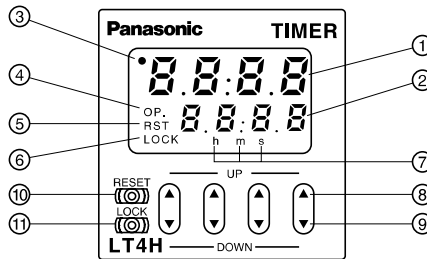 ③ Panasonic TIMER
8.8:8.8 ①
④ OP. 8.8:8.8 ②
⑤ RST
⑥ LOCK h m s ⑦
UP
⑩ RESET ⑧
⑪ LOCK ⑨
LT4H DOWN